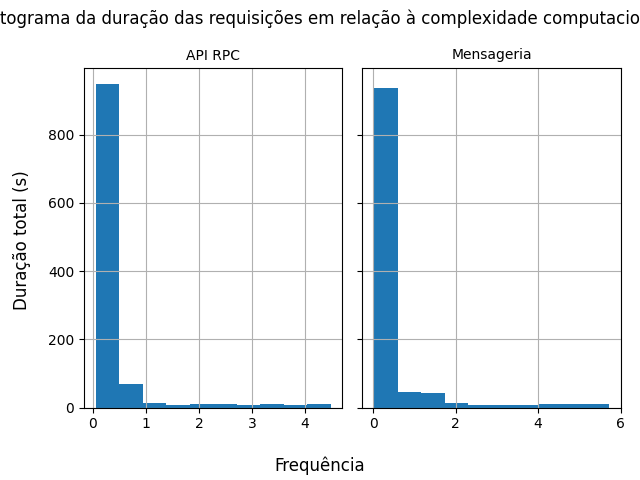 tograma da duração das requisições em relação à complexidade computacio
API RPC
Mensageria
Duração total (s)
800
600
400
200
0
0 1 2 3 4
0 2 4 6
Frequência